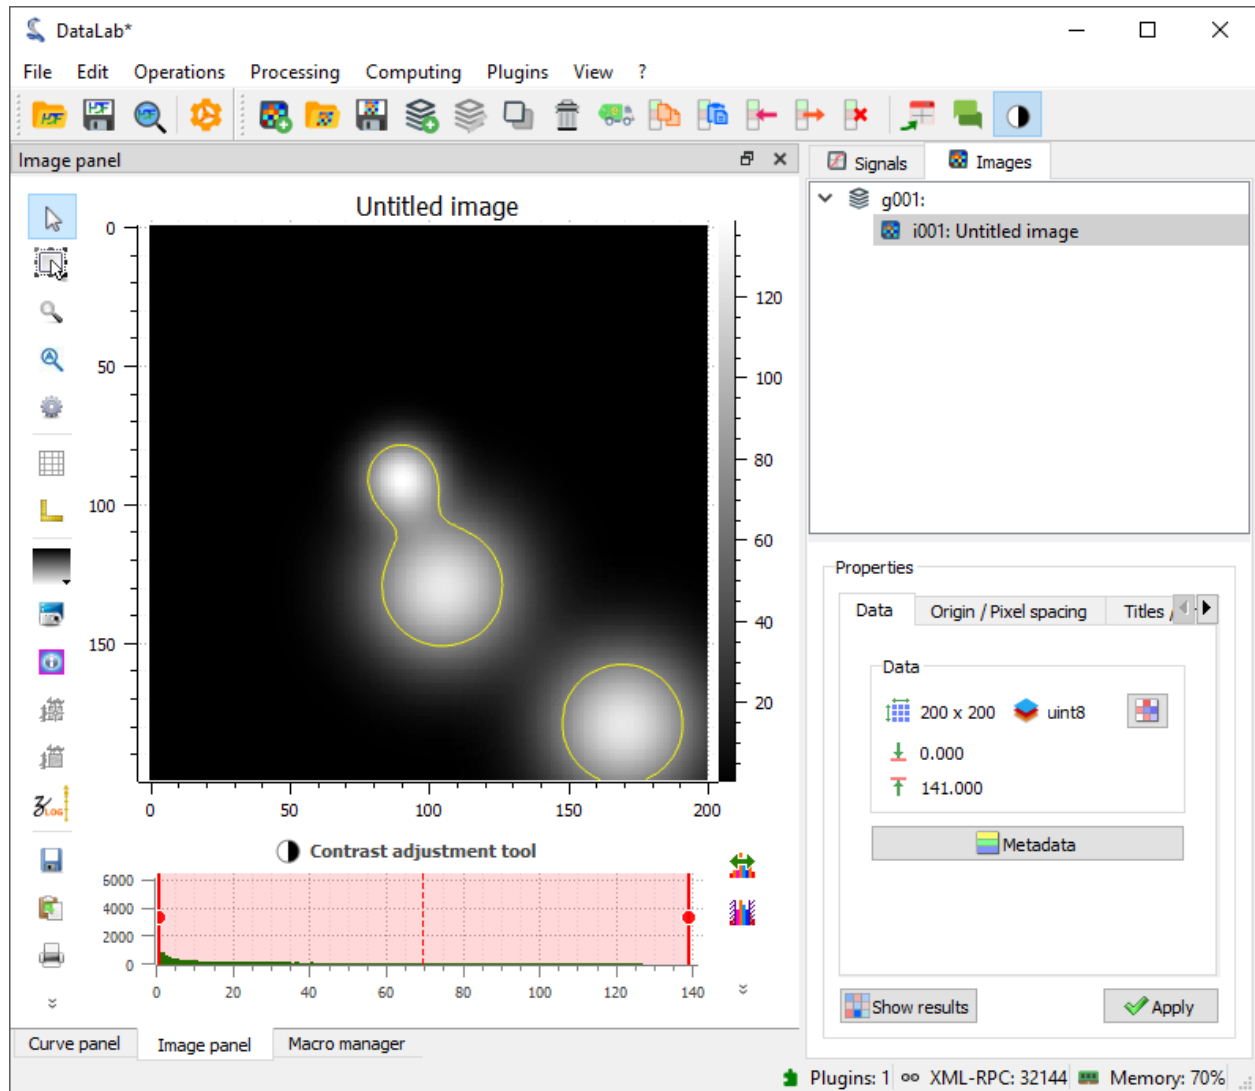 DataLab*
File Edit Operations Processing Computing Plugins View ?
Image panel
Signals
Images
g001:
i001: Untitled image
Untitled image
0
50
100
150
120
100
80
60
40
20
0 50 100 150 200
Contrast adjustment tool
6000
4000
2000
0
0 20 40 60 80 100 120 140
Properties
Data Origin / Pixel spacing Titles /
Data
200 x 200 uint8
0.000
141.000
Metadata
Show results
Apply
LOG
Curve panel Image panel Macro manager
Plugins: 1 XML-RPC: 32144 Memory: 70%